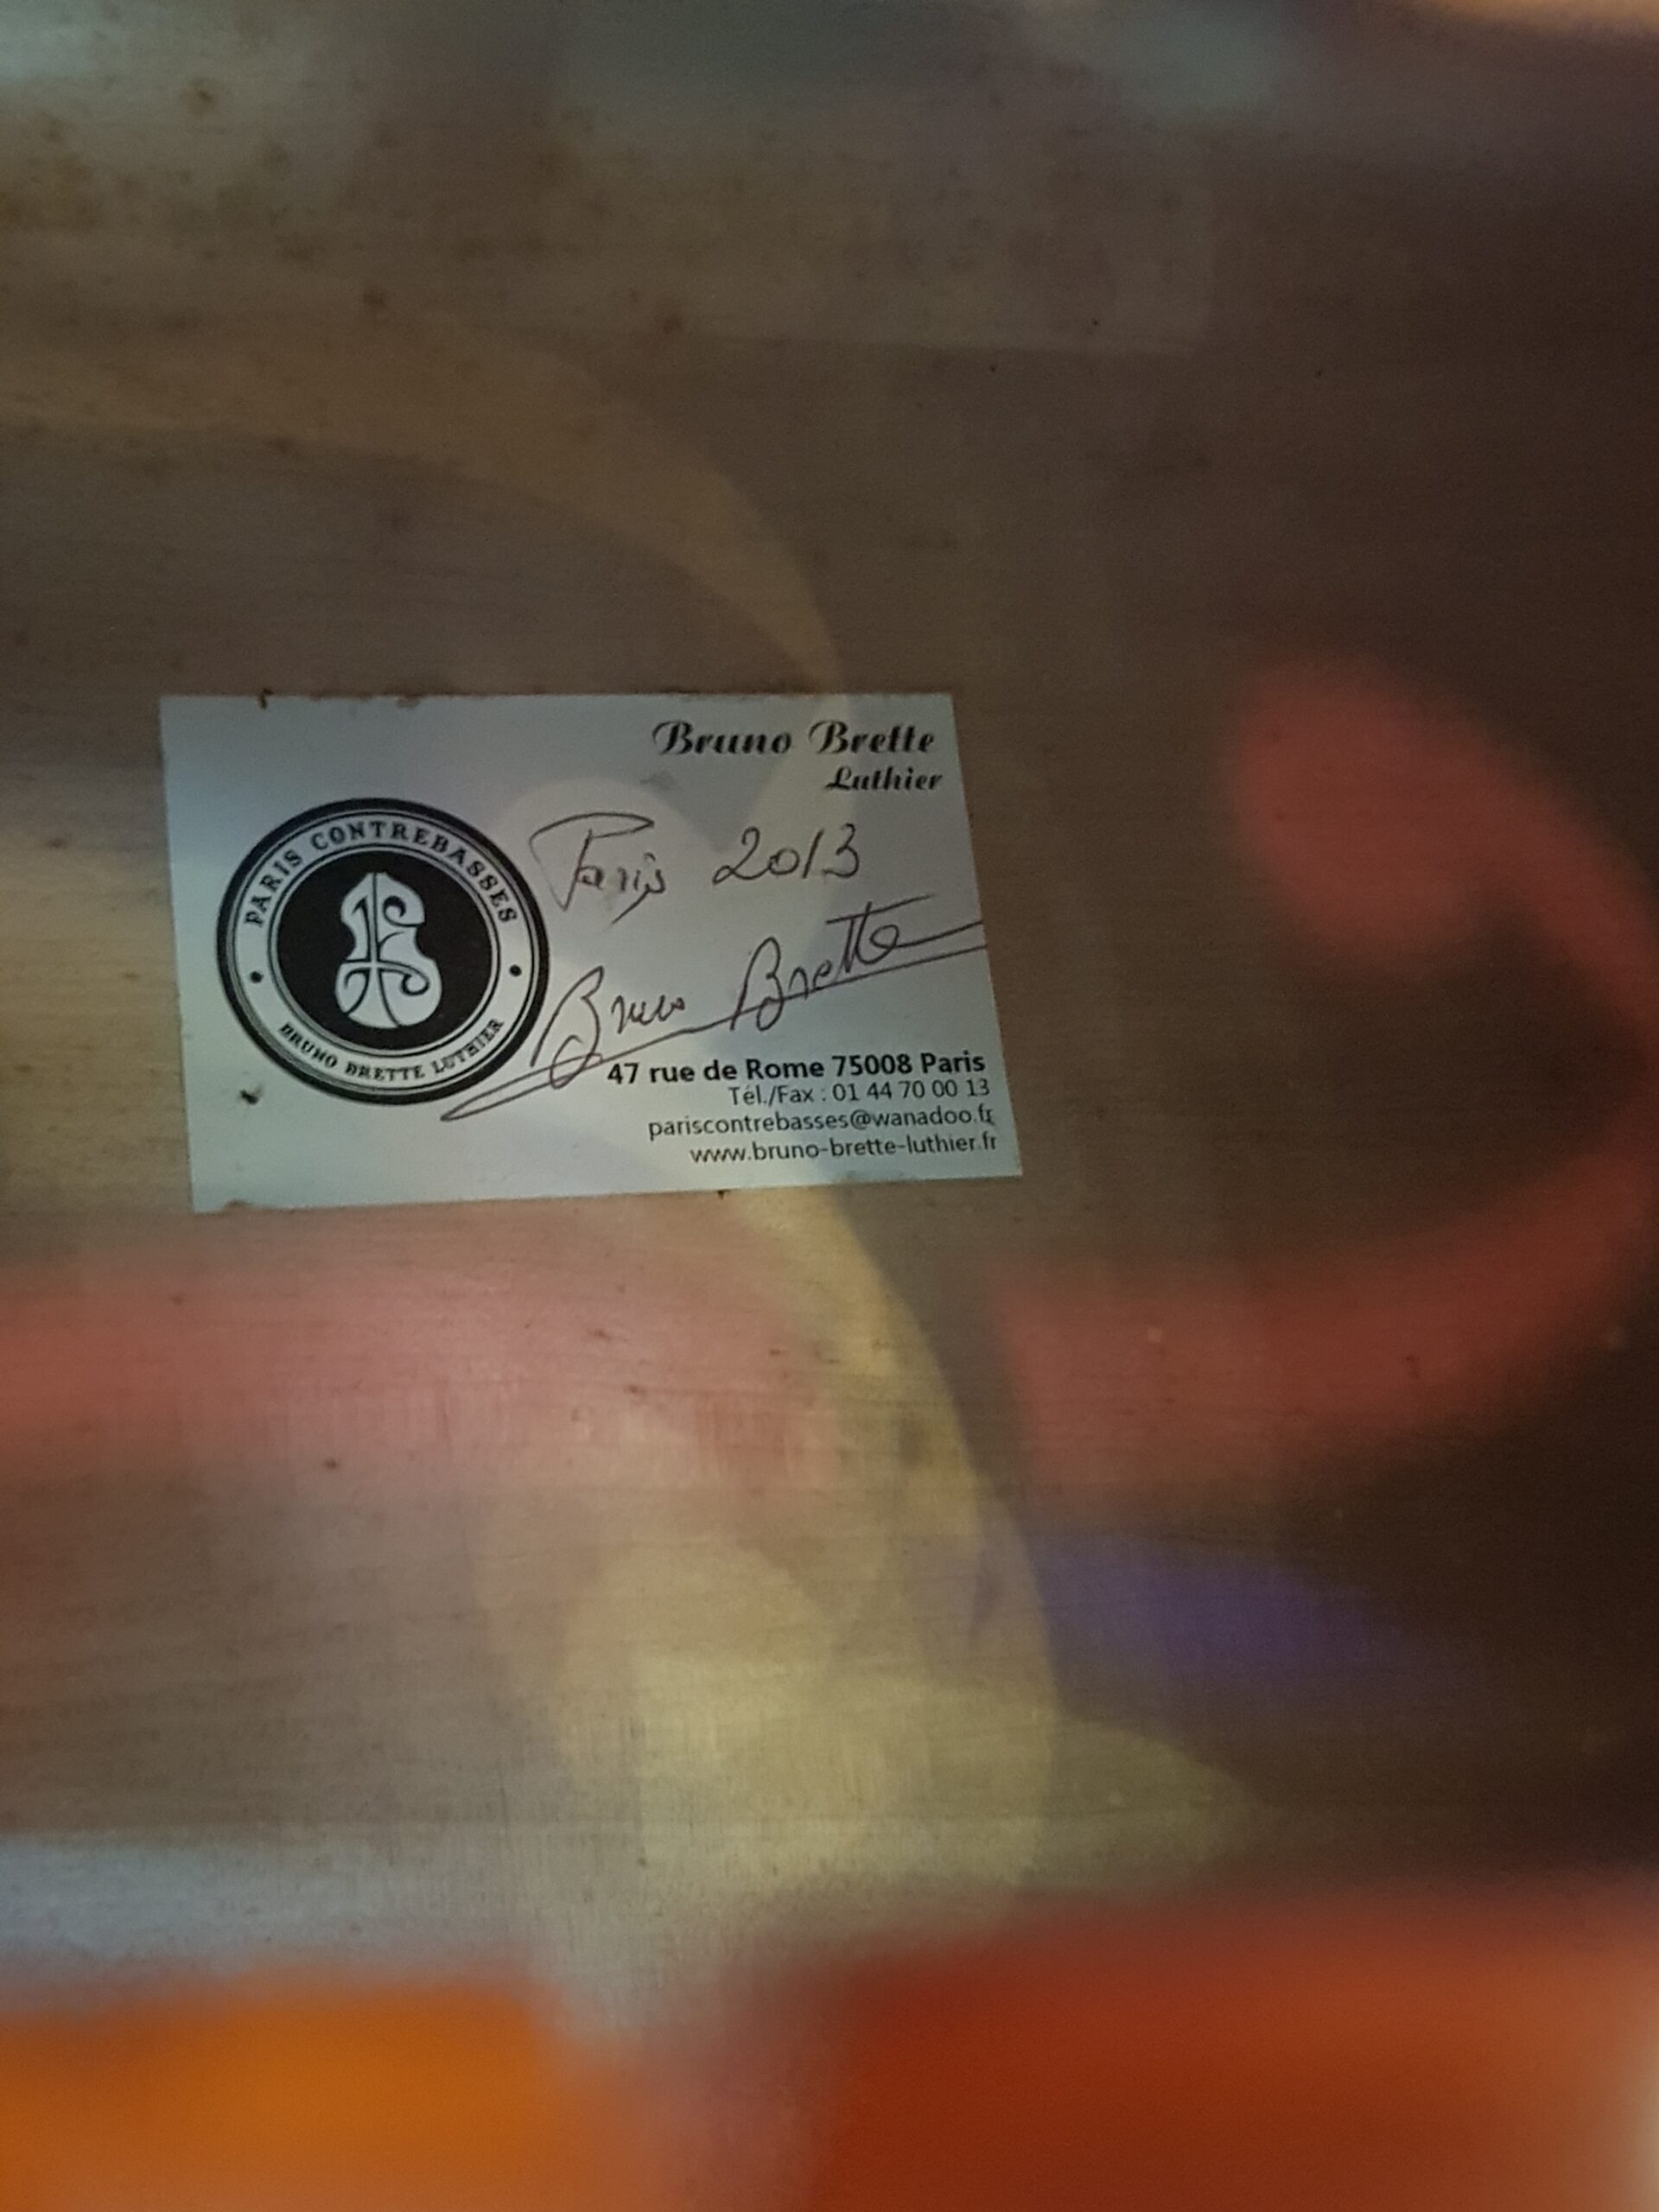 Bruno Brette
Luthier
PARIS CONTREBASSES
BRUNO BRETTE LUTHIER
Paris 2013
Bruno Brette
47 rue de Rome 75008 Paris
Tél./Fax : 01 44 70 00 13
pariscontrebasses@wanadoo.fr
www.bruno-brette-luthier.fr